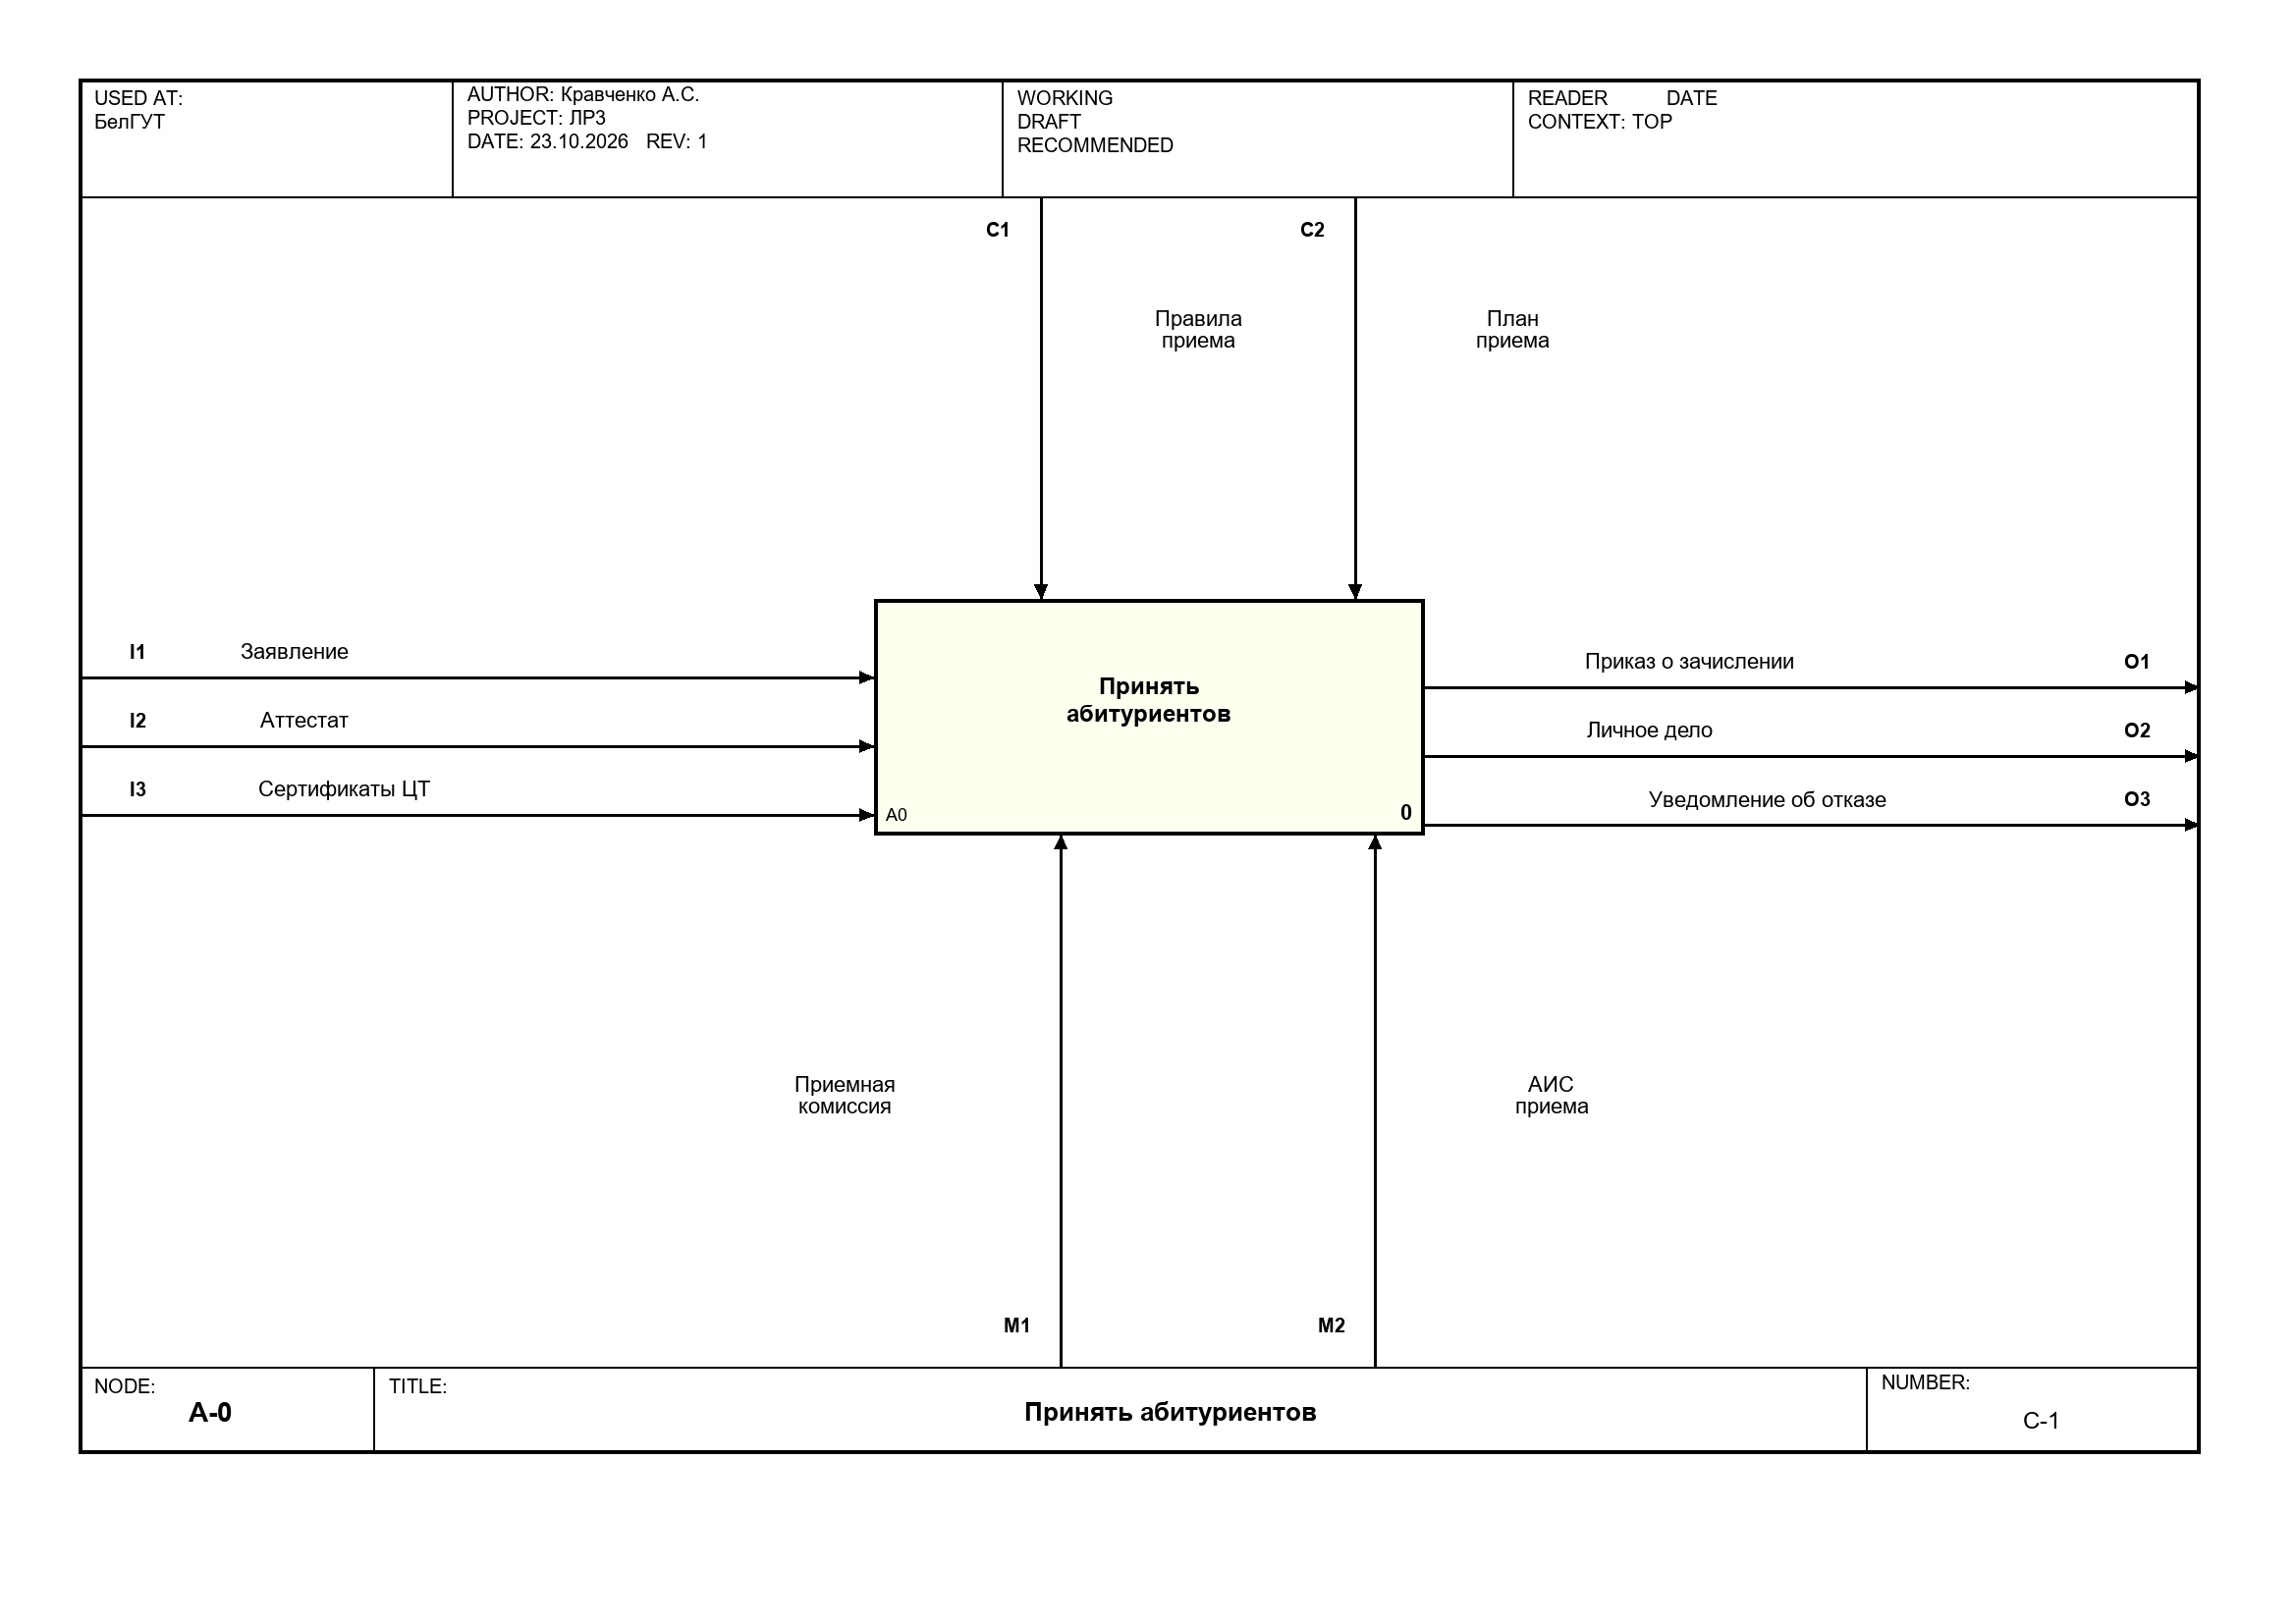 USED AT:
БелГУТ
AUTHOR: Кравченко А.С.
PROJECT: ЛР3
DATE: 23.10.2026 REV: 1
WORKING
DRAFT
RECOMMENDED
READER DATE
CONTEXT: TOP
C1
C2
Правила
приема
План
приема
I1 Заявление
I2 Аттестат
I3 Сертификаты ЦТ
Принять
абитуриентов
A0 0
Приказ о зачислении O1
Личное дело O2
Уведомление об отказе O3
Приемная
комиссия
АИС
приема
M1
M2
NODE:
A-0
TITLE:
Принять абитуриентов
NUMBER:
C-1